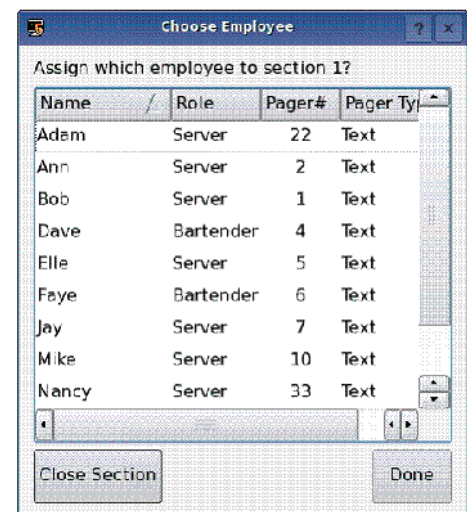 Choose Employee ? x
Assign which employee to section 1?
Name Role Pager# Pager Ty
Adam Server 22 Text
Ann Server 2 Text
Bob Server 1 Text
Dave Bartender 4 Text
Elle Server 5 Text
Faye Bartender 6 Text
Jay Server 7 Text
Mike Server 10 Text
Nancy Server 33 Text
Close Section Done